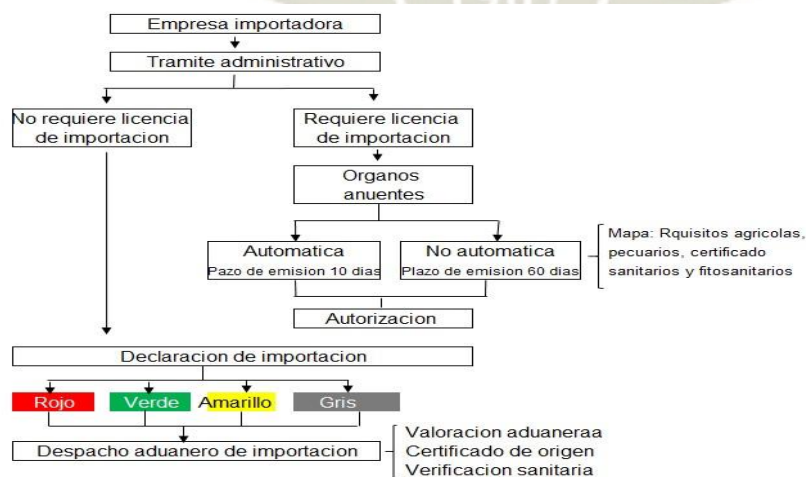 Empresa importadora
Tramite administrativo
No requiere licencia
de importacion
Requiere licencia
de importacion
Organos
anuentes
Automatica
Pazo de emision 10 dias
No automatica
Plazo de emision 60 dias
Mapa: Rquisitos agricolas,
pecuarios, certificado
sanitarios y fitosanitarios
Autorizacion
Declaracion de importacion
Rojo
Verde
Amarillo
Gris
Despacho aduanero de importacion
Valoracion aduaneraa
Certificado de origen
Verificacion sanitaria